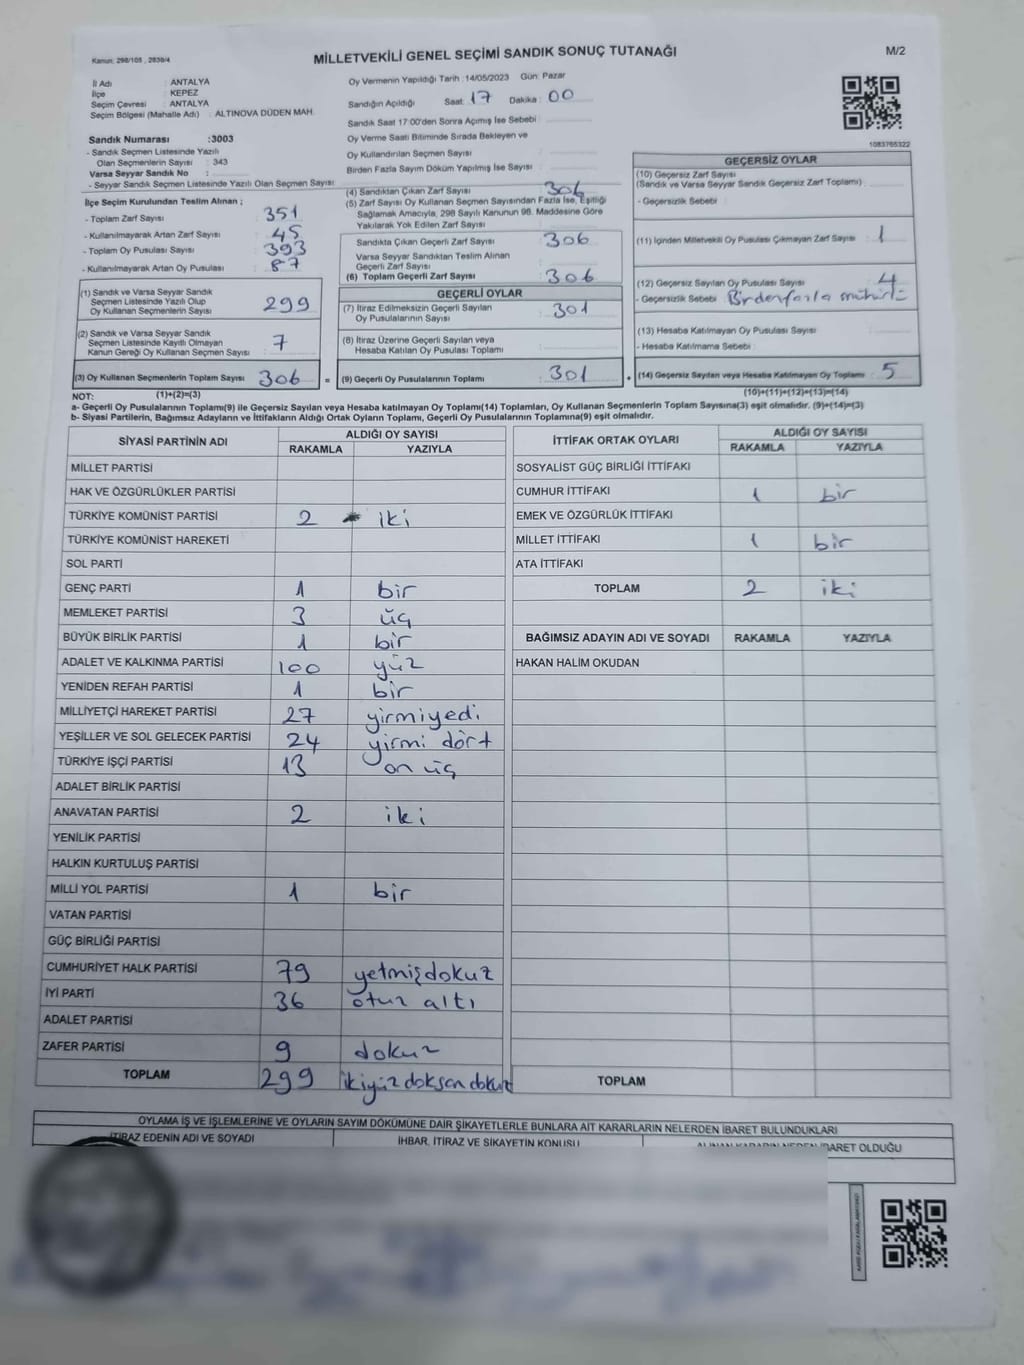 Kanun: 298/105 , 2839/4
MİLLETVEKİLİ GENEL SEÇİMİ SANDIK SONUÇ TUTANAĞI
M/2
İl Adı : ANTALYA
İlçe : KEPEZ
Seçim Çevresi : ANTALYA
Seçim Bölgesi (Mahalle Adı) : ALTINOVA DÜDEN MAH.
Sandık Numarası :3003
- Sandık Seçmen Listesinde Yazılı
Olan Seçmenlerin Sayısı : 343
Varsa Seyyar Sandık No :
- Seyyar Sandık Seçmen Listesinde Yazılı Olan Seçmen Sayısı
İlçe Seçim Kurulundan Teslim Alınan ;
- Toplam Zarf Sayısı : 351
- Kullanılmayarak Artan Zarf Sayısı : 45
- Toplam Oy Pusulası Sayısı : 393
- Kullanılmayarak Artan Oy Pusulası : 87
(1) Sandık ve Varsa Seyyar Sandık
Seçmen Listesinde Yazılı Olup
Oy Kullanan Seçmenlerin Sayısı : 299
(2) Sandık ve Varsa Seyyar Sandık
Seçmen Listesinde Kayıtlı Olmayan
Kanun Gereği Oy Kullanan Seçmen Sayısı : 7
(3) Oy Kullanan Seçmenlerin Toplam Sayısı : 306 =
(1)+(2)=(3)
Oy Vermenin Yapıldığı Tarih :14/05/2023 Gün: Pazar
Sandığın Açıldığı Saat: 17 Dakika : 00
Sandık Saat 17:00'den Sonra Açımış İse Sebebi :
Oy Verme Saati Bitiminde Sırada Bekleyen ve
Oy Kullandırılan Seçmen Sayısı :
Birden Fazla Sayım Döküm Yapılmış İse Sayısı :
(4) Sandıktan Çıkan Zarf Sayısı : 306
(5) Zarf Sayısı Oy Kullanan Seçmen Sayısından Fazla İse, Eşitliği
Sağlamak Amacıyla, 298 Sayılı Kanunun 98. Maddesine Göre
Yakılarak Yok Edilen Zarf Sayısı :
Sandıkta Çıkan Geçerli Zarf Sayısı : 306
Varsa Seyyar Sandıktan Teslim Alınan
Geçerli Zarf Sayısı :
(6) Toplam Geçerli Zarf Sayısı : 306
GEÇERLİ OYLAR
(7) İtiraz Edilmeksizin Geçerli Sayılan
Oy Pusulalarının Sayısı : 301
(8) İtiraz Üzerine Geçerli Sayılan veya
Hesaba Katılan Oy Pusulası Toplamı :
(9) Geçerli Oy Pusulalarının Toplamı : 301 +
1083765322
GEÇERSİZ OYLAR
(10) Geçersiz Zarf Sayısı
(Sandık ve Varsa Seyyar Sandık Geçersiz Zarf Toplamı) :
- Geçersizlik Sebebi :
(11) İçinden Milletvekili Oy Pusulası Çıkmayan Zarf Sayısı : 1
(12) Geçersiz Sayılan Oy Pusulası Sayısı : 4
- Geçersizlik Sebebi : Birden fazla mühür
(13) Hesaba Katılmayan Oy Pusulası Sayısı :
- Hesaba Katılmama Sebebi :
(14) Geçersiz Sayılan veya Hesaba Katılmayan Oy Toplamı : 5
(10)+(11)+(12)+(13)=(14)
NOT:
a- Geçerli Oy Pusulalarının Toplamı(9) ile Geçersiz Sayılan veya Hesaba katılmayan Oy Toplamı(14) Toplamları, Oy Kullanan Seçmenlerin Toplam Sayısına(3) eşit olmalıdır. (9)+(14)=(3)
b- Siyasi Partilerin, Bağımsız Adayların ve İttifakların Aldığı Ortak Oyların Toplamı, Geçerli Oy Pusulalarının Toplamına(9) eşit olmalıdır.
SİYASİ PARTİNİN ADI ALDIĞI OY SAYISI
RAKAMLA YAZIYLA
MİLLET PARTİSİ
HAK VE ÖZGÜRLÜKLER PARTİSİ
TÜRKİYE KOMÜNİST PARTİSİ 2 iki
TÜRKİYE KOMÜNİST HAREKETİ
SOL PARTİ
GENÇ PARTİ 1 bir
MEMLEKET PARTİSİ 3 üç
BÜYÜK BİRLİK PARTİSİ 1 bir
ADALET VE KALKINMA PARTİSİ 100 yüz
YENİDEN REFAH PARTİSİ 1 bir
MİLLİYETÇİ HAREKET PARTİSİ 27 yirmiyedi
YEŞİLLER VE SOL GELECEK PARTİSİ 24 yirmi dört
TÜRKİYE İŞÇİ PARTİSİ 13 on üç
ADALET BİRLİK PARTİSİ
ANAVATAN PARTİSİ 2 iki
YENİLİK PARTİSİ
HALKIN KURTULUŞ PARTİSİ
MİLLİ YOL PARTİSİ 1 bir
VATAN PARTİSİ
GÜÇ BİRLİĞİ PARTİSİ
CUMHURİYET HALK PARTİSİ 79 yetmişdokuz
İYİ PARTİ 36 otuz altı
ADALET PARTİSİ
ZAFER PARTİSİ 9 dokuz
TOPLAM 299 ikiyüzdoksandokuz
İTTİFAK ORTAK OYLARI ALDIĞI OY SAYISI
RAKAMLA YAZIYLA
SOSYALİST GÜÇ BİRLİĞİ İTTİFAKI
CUMHUR İTTİFAKI 1 bir
EMEK VE ÖZGÜRLÜK İTTİFAKI
MİLLET İTTİFAKI 1 bir
ATA İTTİFAKI
TOPLAM 2 iki
BAĞIMSIZ ADAYIN ADI VE SOYADI RAKAMLA YAZIYLA
HAKAN HALİM OKUDAN
TOPLAM
OYLAMA İŞ VE İŞLEMLERİNE VE OYLARIN SAYIM DÖKÜMÜNE DAİR ŞİKAYETLERLE BUNLARA AİT KARARLARIN NELERDEN İBARET BULUNDUKLARI
İTİRAZ EDENİN ADI VE SOYADI İHBAR, İTİRAZ VE ŞİKAYETİN KONUSU ALINAN KARARIN NEDEN İBARET OLDUĞU